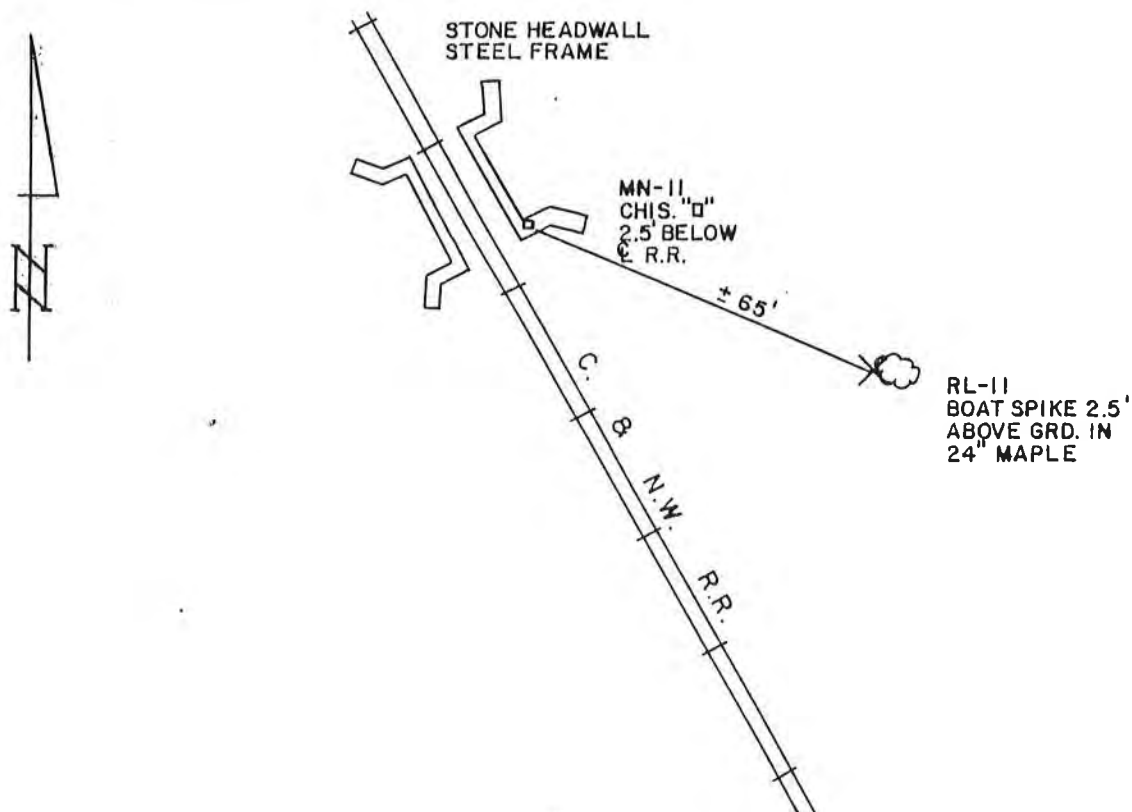 STONE HEADWALL
STEEL FRAME
MN-11
CHIS. "□"
2.5' BELOW
℄ R.R.
± 65'
RL-11
BOAT SPIKE 2.5'
ABOVE GRD. IN
24" MAPLE
N
C. & N.W. R.R.